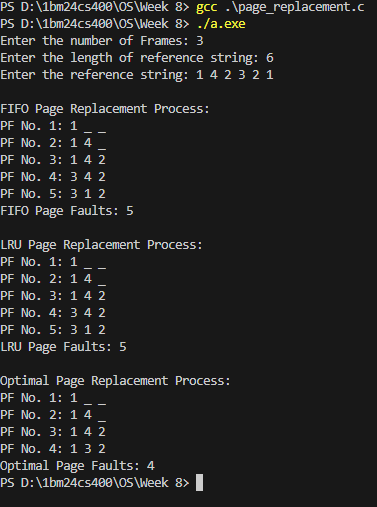 PS D:\1bm24cs400\OS\Week 8> gcc .\page_replacement.c
PS D:\1bm24cs400\OS\Week 8> ./a.exe
Enter the number of Frames: 3
Enter the length of reference string: 6
Enter the reference string: 1 4 2 3 2 1

FIFO Page Replacement Process:
PF No. 1: 1 _ _
PF No. 2: 1 4 _
PF No. 3: 1 4 2
PF No. 4: 3 4 2
PF No. 5: 3 1 2
FIFO Page Faults: 5

LRU Page Replacement Process:
PF No. 1: 1 _ _
PF No. 2: 1 4 _
PF No. 3: 1 4 2
PF No. 4: 3 4 2
PF No. 5: 3 1 2
LRU Page Faults: 5

Optimal Page Replacement Process:
PF No. 1: 1 _ _
PF No. 2: 1 4 _
PF No. 3: 1 4 2
PF No. 4: 1 3 2
Optimal Page Faults: 4
PS D:\1bm24cs400\OS\Week 8>